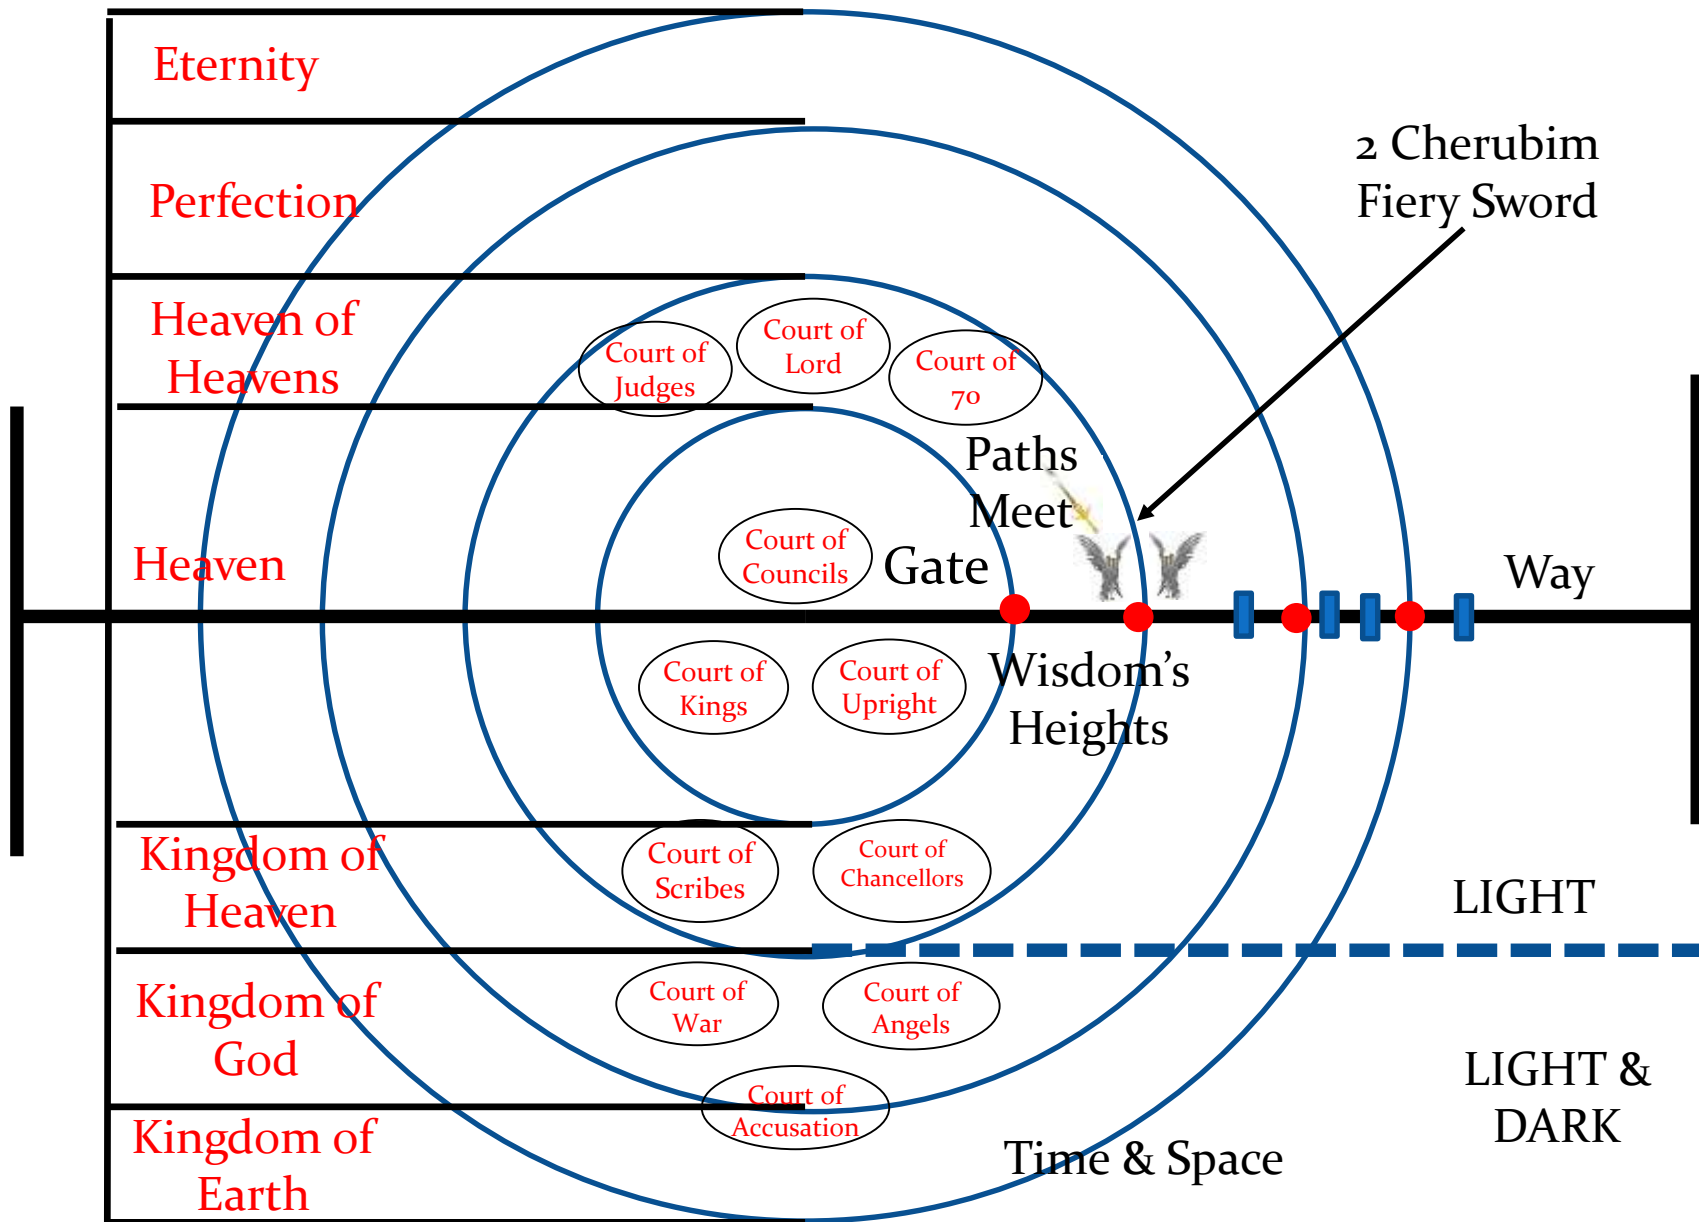 Eternity
2 Cherubim
Fiery Sword
Perfection
Heaven of
Heavens
Court of
Judges
Court of
Lord
Court of
70
Paths
Meet
Court of
Councils
Gate
Heaven
Way
Court of
Kings
Court of
Upright
Wisdom’s
Heights
Kingdom of
Heaven
Court of
Scribes
Court of
Chancellors
LIGHT
Kingdom of
God
Court of
War
Court of
Angels
LIGHT &
DARK
Court of
Accusation
Kingdom of
Earth
Time & Space